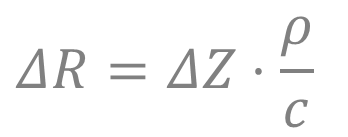 ΔR = ΔZ · ρ/c